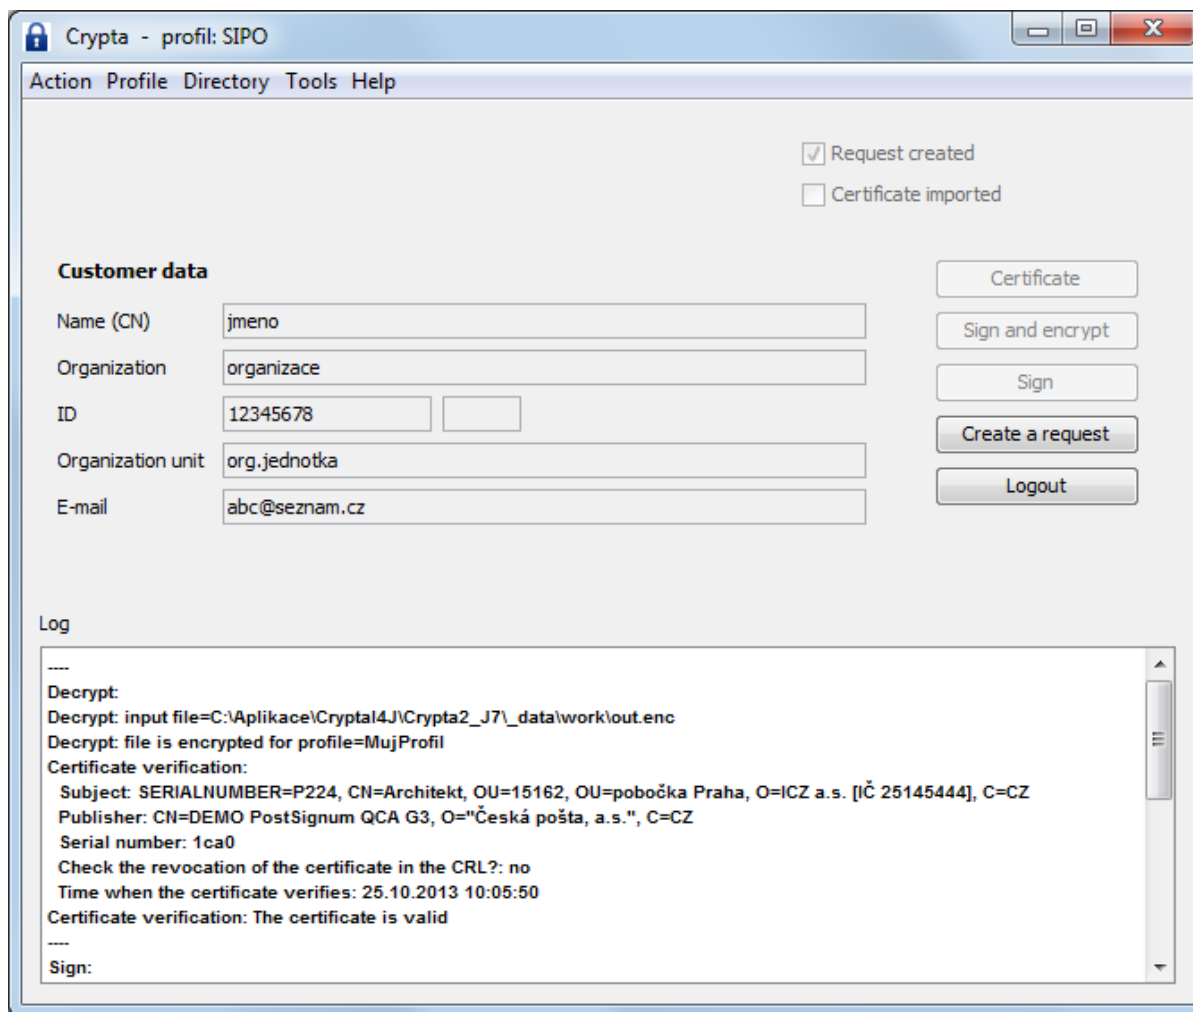 Crypta - profil: SIPO
Action Profile Directory Tools Help
Request created
Certificate imported
Customer data
Certificate
Name (CN) jmeno
Sign and encrypt
Organization organizace
Sign
ID 12345678
Create a request
Organization unit org.jednotka
Logout
E-mail abc@seznam.cz
Log
----
Decrypt:
Decrypt: input file=C:\Aplikace\CryptaI4J\Crypta2_J7\_data\work\out.enc
Decrypt: file is encrypted for profile=MujProfil
Certificate verification:
Subject: SERIALNUMBER=P224, CN=Architekt, OU=15162, OU=pobočka Praha, O=ICZ a.s. [IČ 25145444], C=CZ
Publisher: CN=DEMO PostSignum QCA G3, O="Česká pošta, a.s.", C=CZ
Serial number: 1ca0
Check the revocation of the certificate in the CRL?: no
Time when the certificate verifies: 25.10.2013 10:05:50
Certificate verification: The certificate is valid
----
Sign: